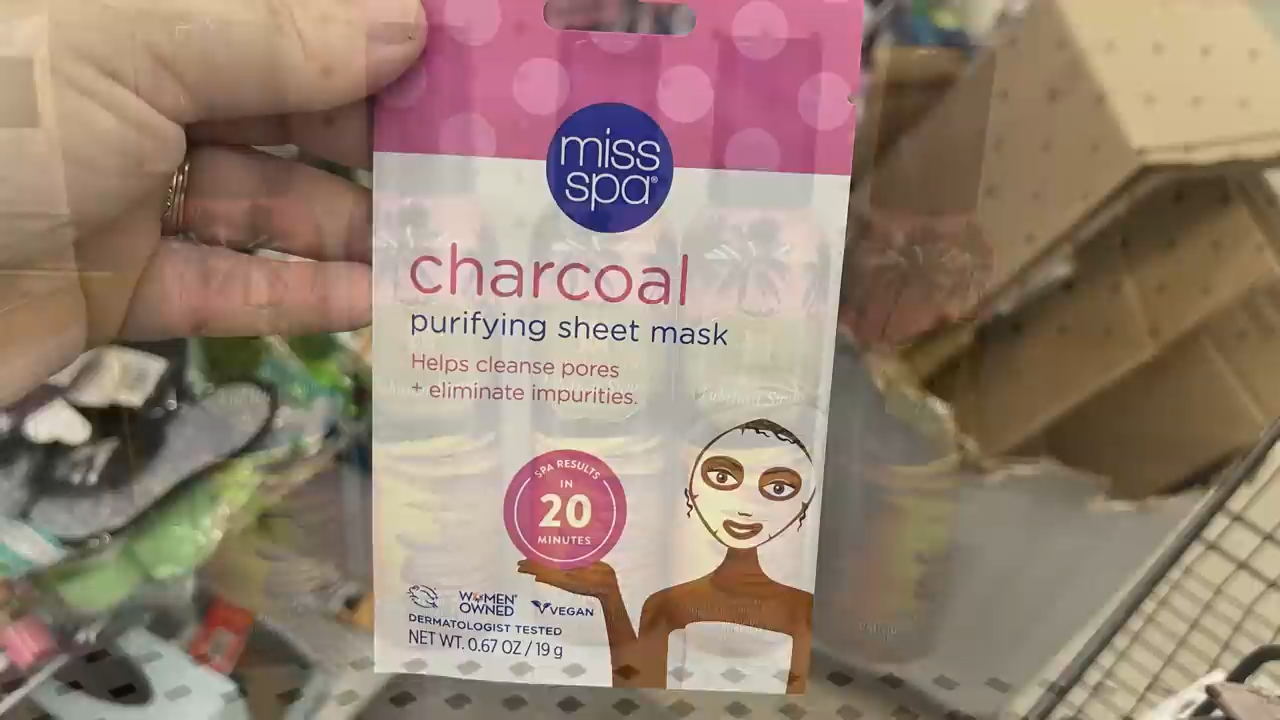 miss
spa®
charcoal
purifying sheet mask
Helps cleanse pores
+ eliminate impurities.
SPA RESULTS
IN
20
MINUTES
WOMEN
OWNED
VEGAN
DERMATOLOGIST TESTED
NET WT. 0.67 OZ / 19 g